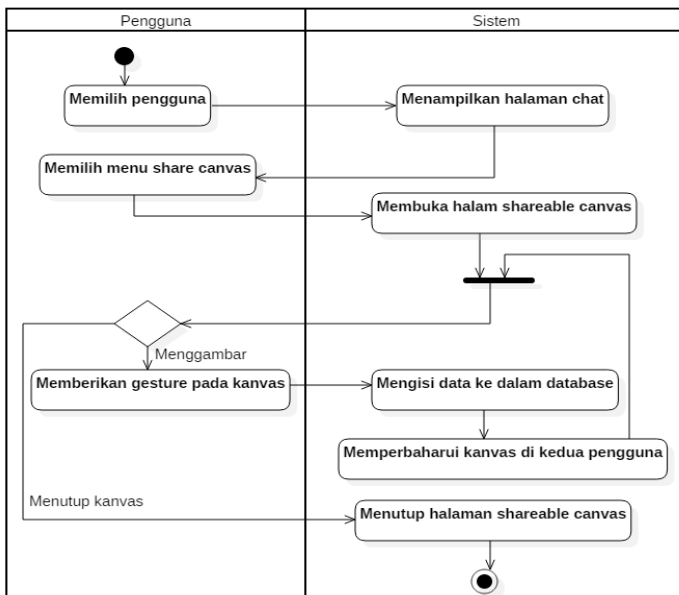 Pengguna
Sistem
Memilih pengguna
Menampilkan halaman chat
Memilih menu share canvas
Membuka halam shareable canvas
Menggambar
Memberikan gesture pada kanvas
Mengisi data ke dalam database
Memperbaharui kanvas di kedua pengguna
Menutup kanvas
Menutup halaman shareable canvas